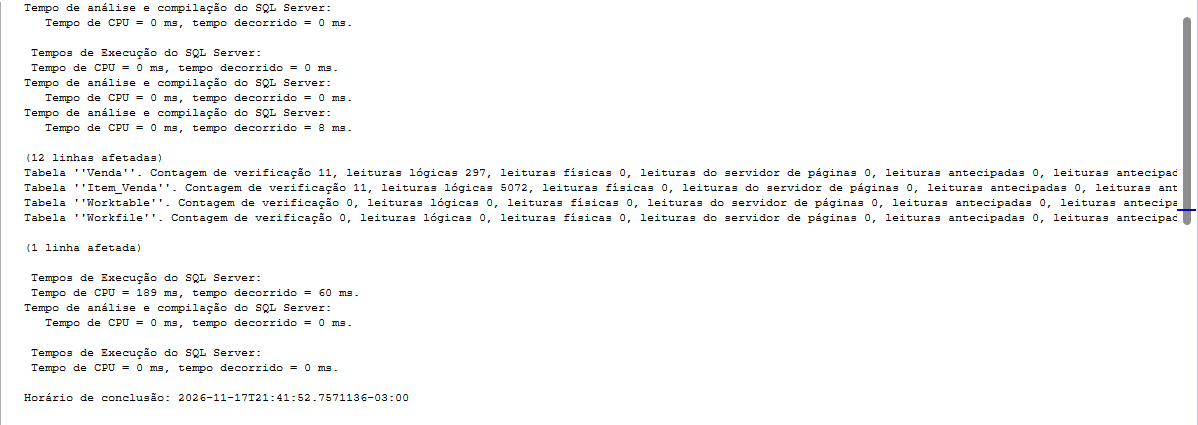 Tempo de análise e compilação do SQL Server:
Tempo de CPU = 0 ms, tempo decorrido = 0 ms.
Tempos de Execução do SQL Server:
Tempo de CPU = 0 ms, tempo decorrido = 0 ms.
Tempo de análise e compilação do SQL Server:
Tempo de CPU = 0 ms, tempo decorrido = 0 ms.
Tempo de análise e compilação do SQL Server:
Tempo de CPU = 0 ms, tempo decorrido = 8 ms.
(12 linhas afetadas)
Tabela ''Venda''. Contagem de verificação 11, leituras lógicas 297, leituras físicas 0, leituras do servidor de páginas 0, leituras antecipadas 0, leituras antecipad
Tabela ''Item_Venda''. Contagem de verificação 11, leituras lógicas 5072, leituras físicas 0, leituras do servidor de páginas 0, leituras antecipadas 0, leituras ant
Tabela ''Worktable''. Contagem de verificação 0, leituras lógicas 0, leituras físicas 0, leituras do servidor de páginas 0, leituras antecipadas 0, leituras antecipa
Tabela ''Workfile''. Contagem de verificação 0, leituras lógicas 0, leituras físicas 0, leituras do servidor de páginas 0, leituras antecipadas 0, leituras antecipad
(1 linha afetada)
Tempos de Execução do SQL Server:
Tempo de CPU = 189 ms, tempo decorrido = 60 ms.
Tempo de análise e compilação do SQL Server:
Tempo de CPU = 0 ms, tempo decorrido = 0 ms.
Tempos de Execução do SQL Server:
Tempo de CPU = 0 ms, tempo decorrido = 0 ms.
Horário de conclusão: 2026-11-17T21:41:52.7571136-03:00